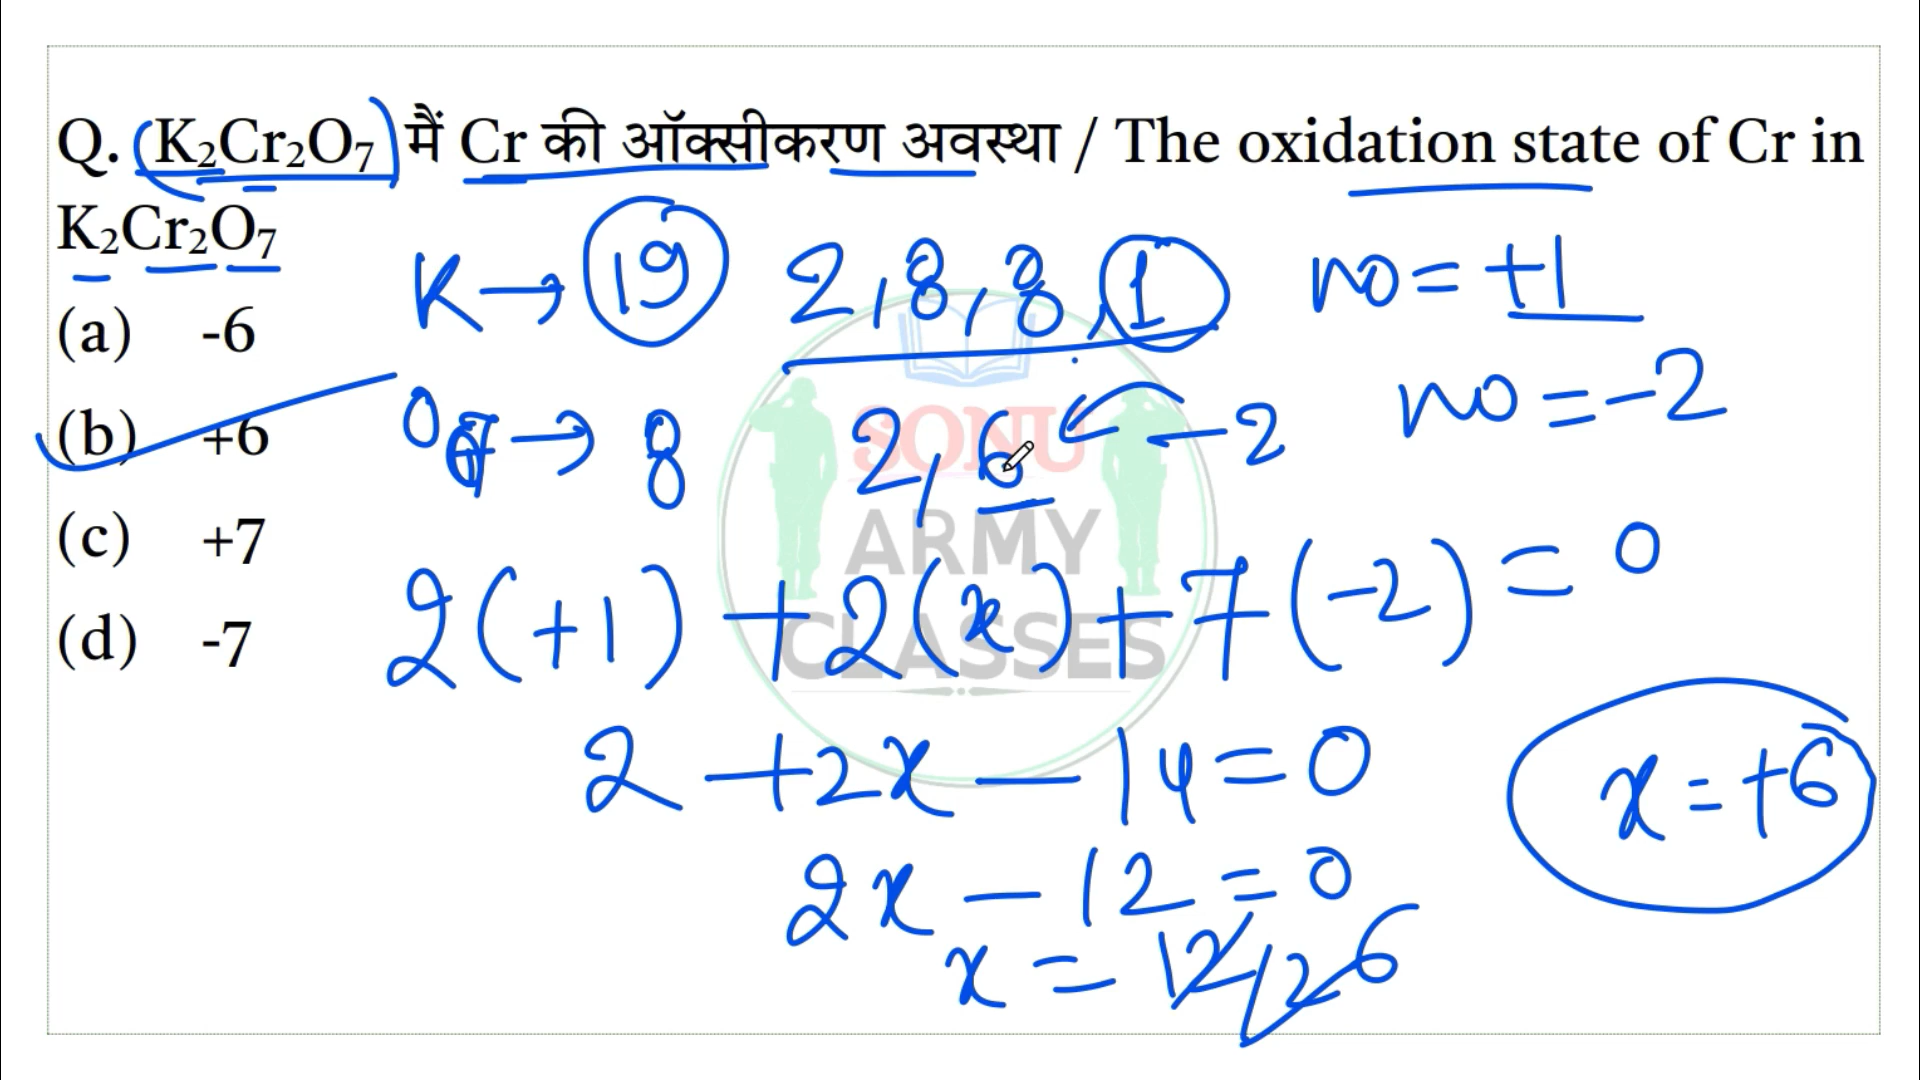 Q. (K₂Cr₂O₇) मैं Cr की ऑक्सीकरण अवस्था / The oxidation state of Cr in
K₂Cr₂O₇
K → 19 2,8,8,1 no = +1
(a) -6
(b) +6
O → 8 2,6 ← -2 no = -2
(c) +7
2(+1) + 2(x) + 7(-2) = 0
(d) -7
2 + 2x - 14 = 0
x = +6
2x - 12 = 0
x = 12/2 6
SONU
ARMY
CLASSES